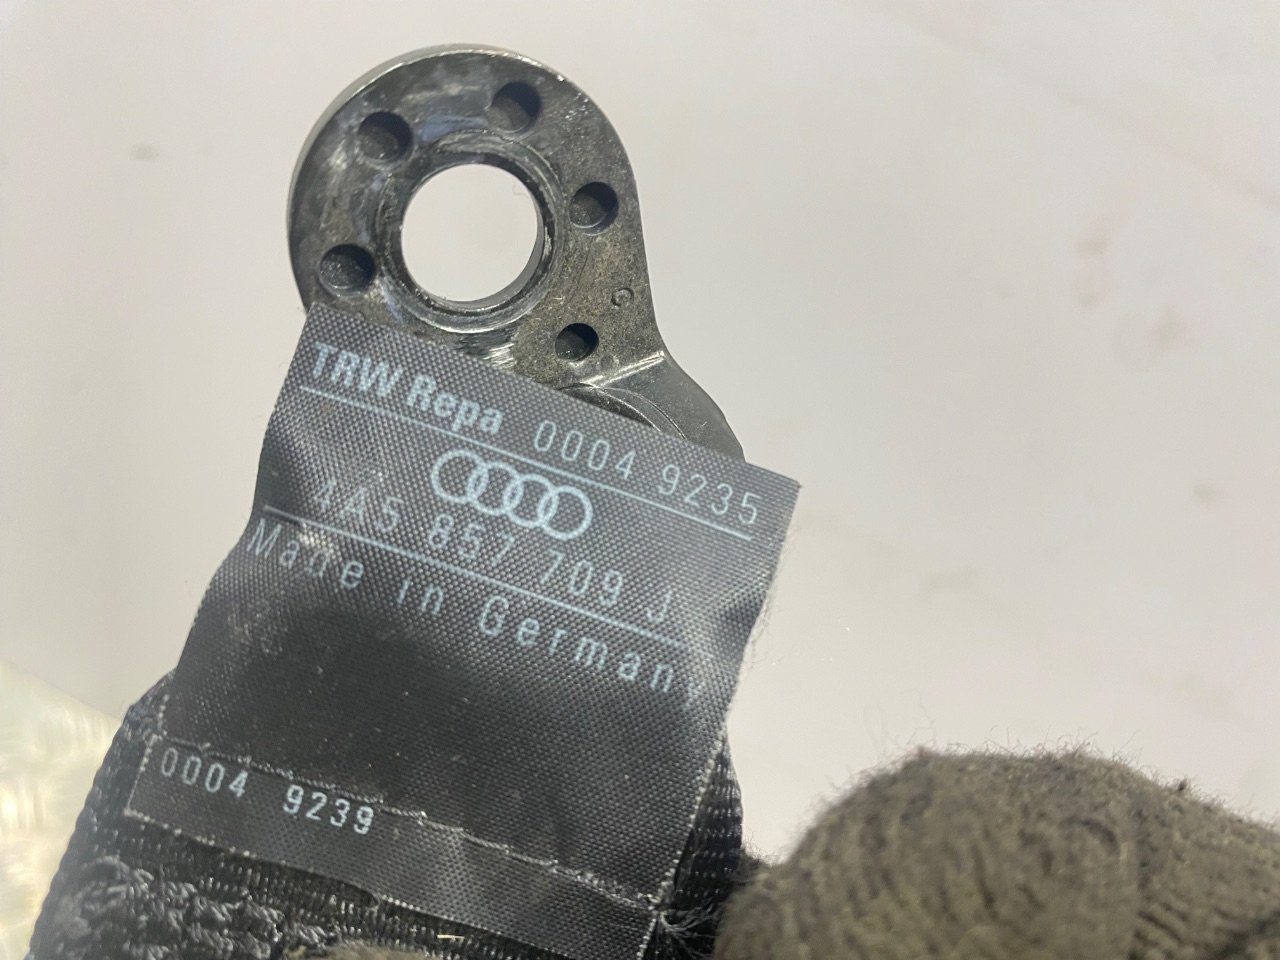 TRW Repa 0004 9235
4A5 857 709 J
Made in Germany
0004 9239